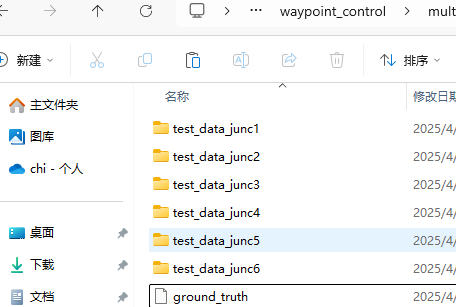 waypoint_control > mult
新建
排序
名称
修改日期
主文件夹
图库
chi - 个人
桌面
下载
文档
test_data_junc1
2025/4/
test_data_junc2
2025/4/
test_data_junc3
2025/4/
test_data_junc4
2025/4/
test_data_junc5
2025/4/
test_data_junc6
2025/4/
ground_truth
2025/4/